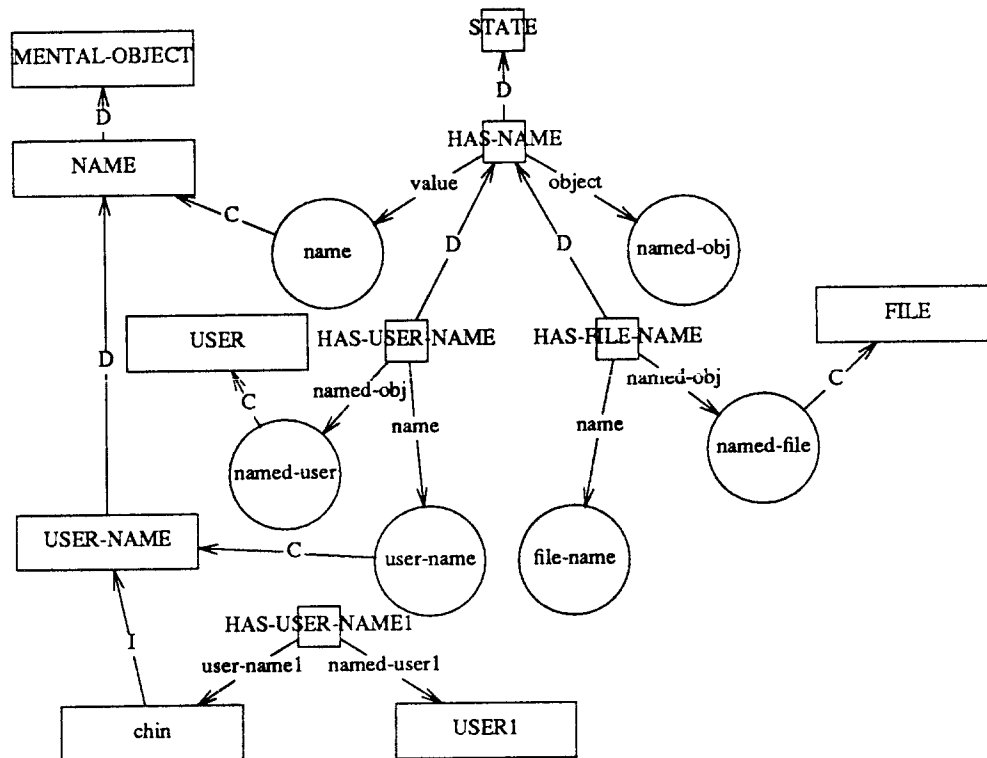 STATE
MENTAL-OBJECT
D
D
HAS-NAME
NAME
value
object
C
name
D
D
named-obj
FILE
USER
HAS-USER-NAME
HAS-FILE-NAME
D
named-obj
named-obj
C
C
name
name
named-user
named-file
USER-NAME
C
user-name
file-name
HAS-USER-NAME1
I
user-name1
named-user1
chin
USER1